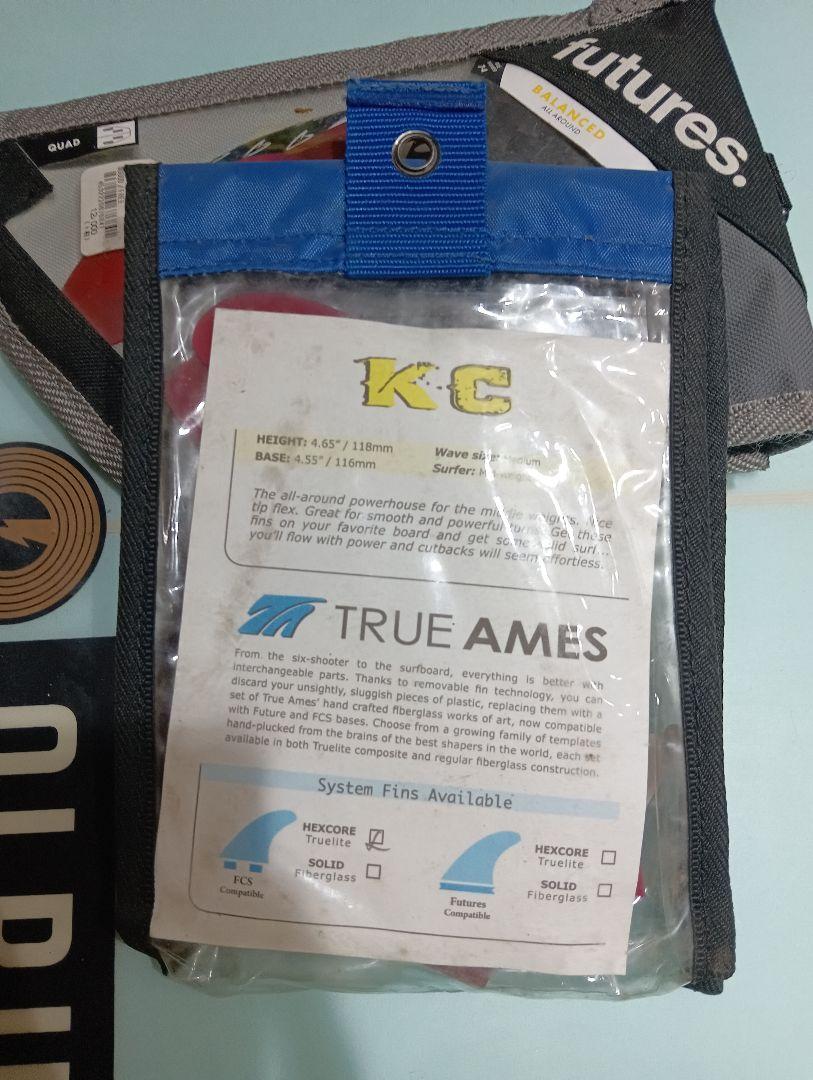 futures.
BALANCED
ALL AROUND
QUAD
12,000
KC
HEIGHT: 4.65" / 118mm
BASE: 4.55" / 116mm
Wave size: Medium
Surfer:
The all-around powerhouse for the middle weights. Nice
tip flex. Great for smooth and powerful turns. Get these
fins on your favorite board and get some solid surf...
you'll flow with power and cutbacks will seem effortless.
TRUE AMES
From the six-shooter to the surfboard, everything is better with
interchangeable parts. Thanks to removable fin technology, you can
discard your unsightly, sluggish pieces of plastic, replacing them with a
set of True Ames' hand crafted fiberglass works of art, now compatible
with Future and FCS bases. Choose from a growing family of templates
hand-plucked from the brains of the best shapers in the world, each set
available in both Truelite composite and regular fiberglass construction.
System Fins Available
HEXCORE
Truelite
SOLID
Fiberglass
FCS
Compatible
HEXCORE
Truelite
SOLID
Fiberglass
Futures
Compatible